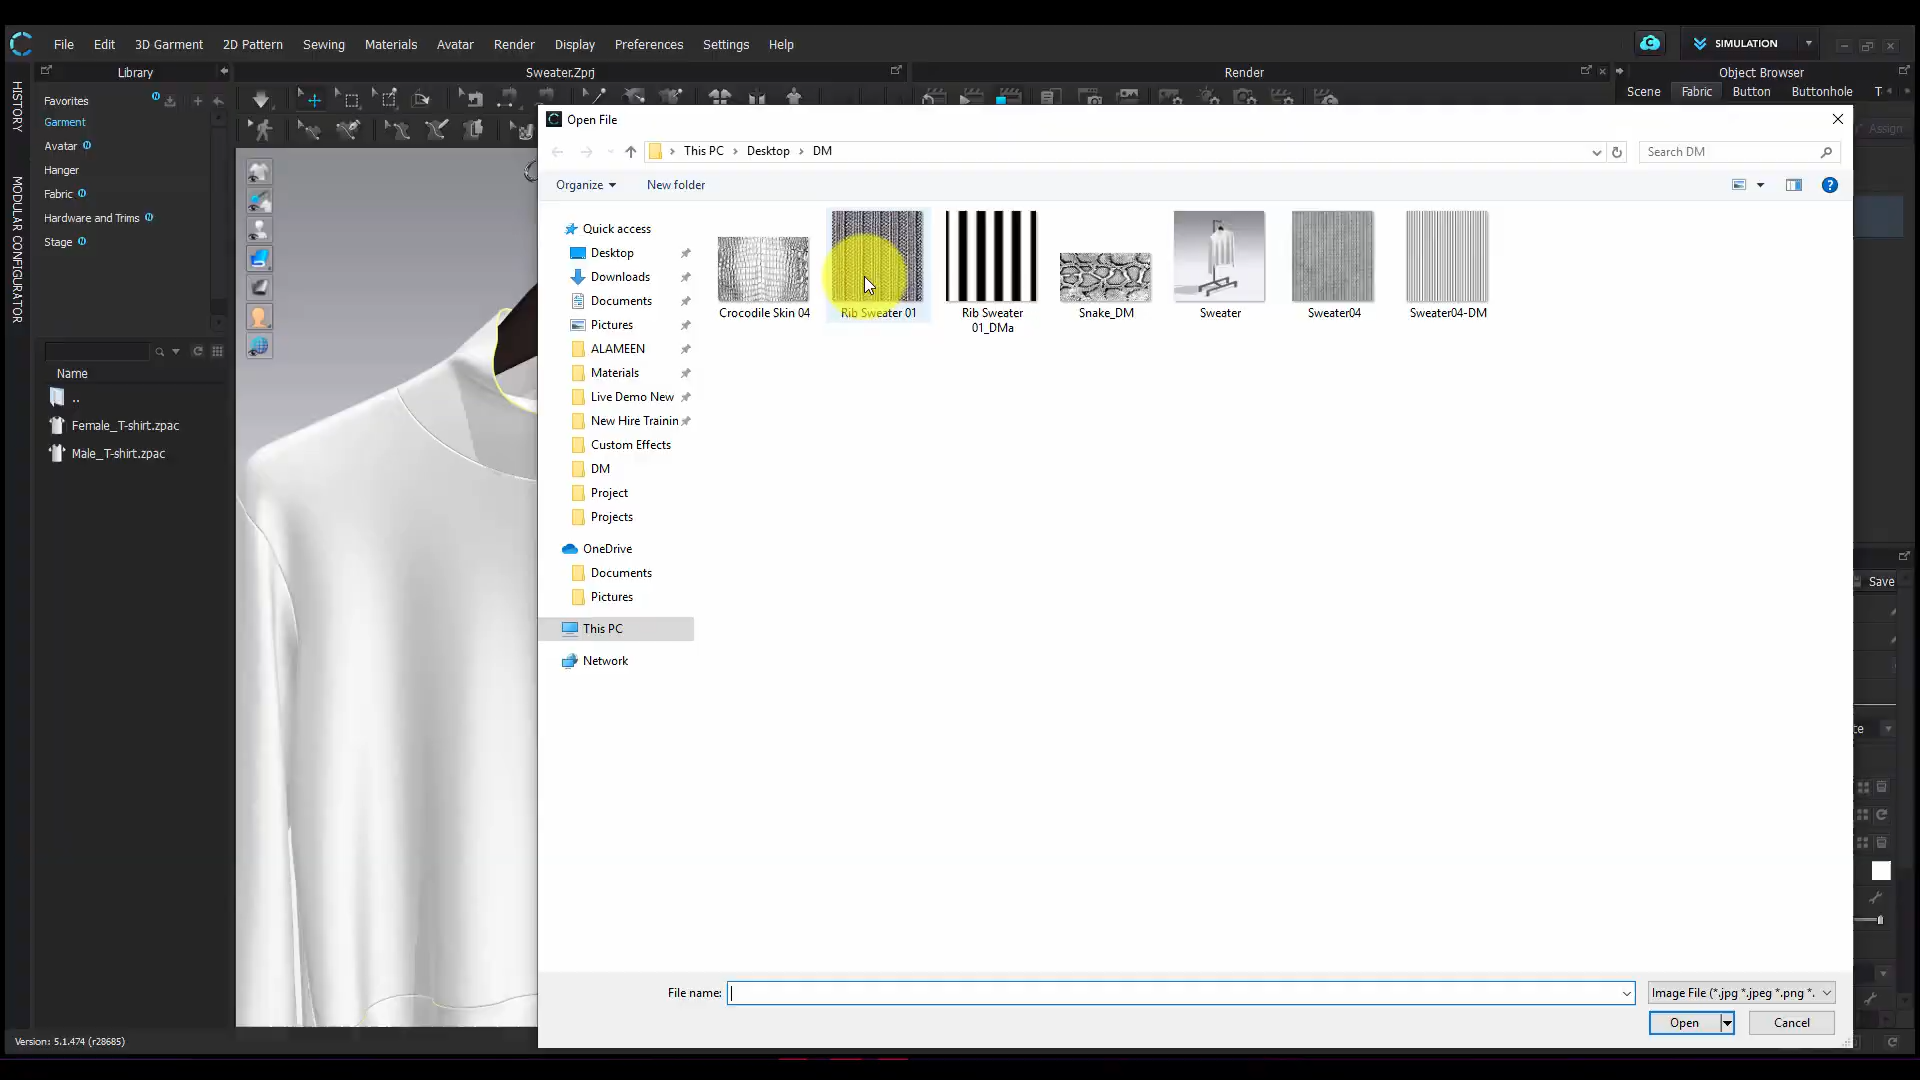 File Edit 3D Garment 2D Pattern Sewing Materials Avatar Render Display Preferences Settings Help
SIMULATION
Library
Sweater.Zprj
Render
Object Browser
HISTORY
MODULAR CONFIGURATOR
Favorites
Garment
Avatar
Hanger
Fabric
Hardware and Trims
Stage
Scene Fabric Button Buttonhole T
Assign
Name
..
Female_T-shirt.zpac
Male_T-shirt.zpac
Open File
This PC > Desktop > DM
Search DM
Organize
New folder
Quick access
Desktop
Downloads
Documents
Pictures
ALAMEEN
Materials
Live Demo New
New Hire Trainin
Custom Effects
DM
Project
Projects
OneDrive
Documents
Pictures
This PC
Network
Crocodile Skin 04
Rib Sweater 01
Rib Sweater
01_DMa
Snake_DM
Sweater
Sweater04
Sweater04-DM
Save
te
File name:
Image File (*.jpg *.jpeg *.png *.
Open
Cancel
Version: 5.1.474 (r28685)